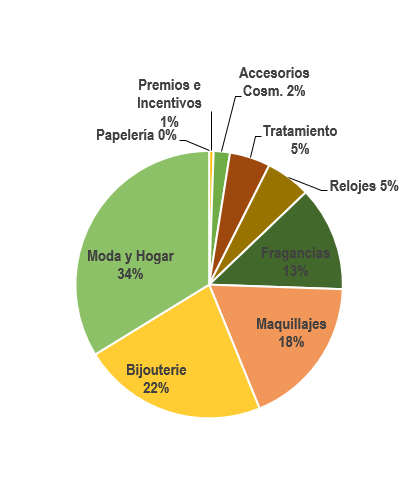 Accesorios
Cosm. 2%
Premios e
Incentivos
1%
Papelería 0%
Tratamiento
5%
Relojes 5%
Moda y Hogar
34%
Fragancias
13%
Maquillajes
18%
Bijouterie
22%